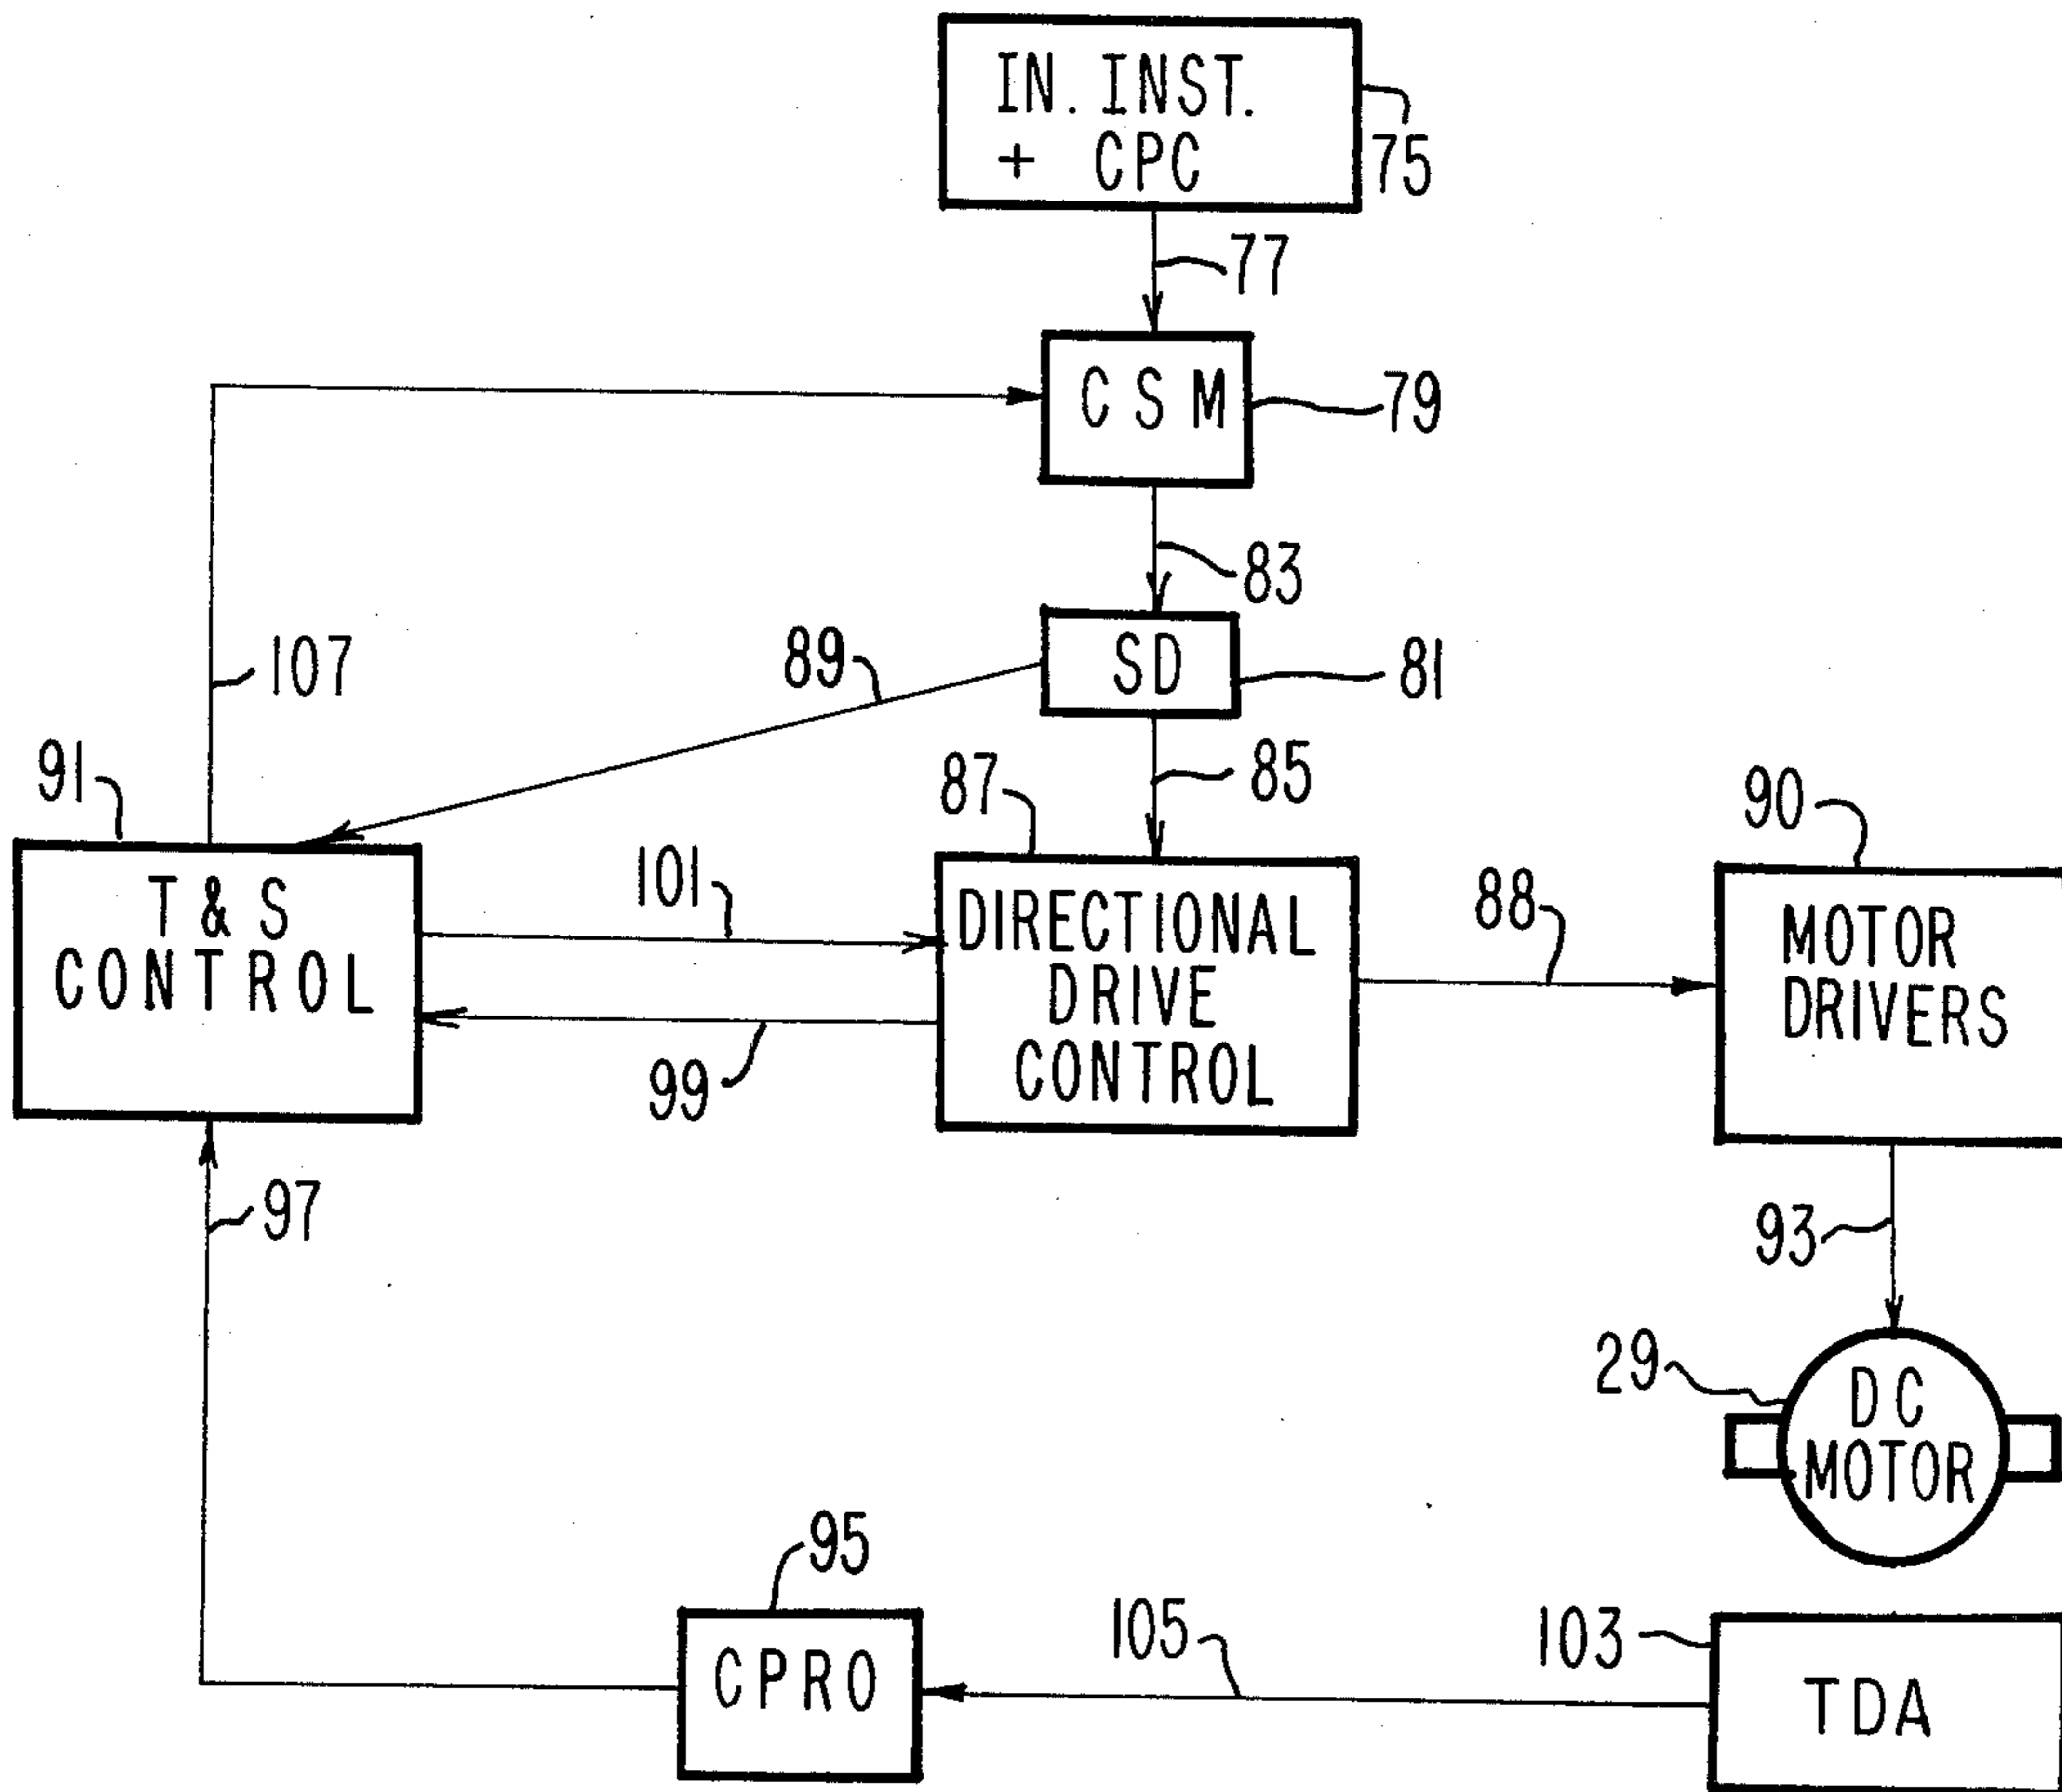 IN. INST.
+ CPC
75
77
CSM
79
83
SD
81
89
107
85
91
87
90
T & S
CONTROL
101
DIRECTIONAL
DRIVE
CONTROL
88
MOTOR
DRIVERS
99
97
93
29
DC
MOTOR
95
CPRO
105
103
TDA